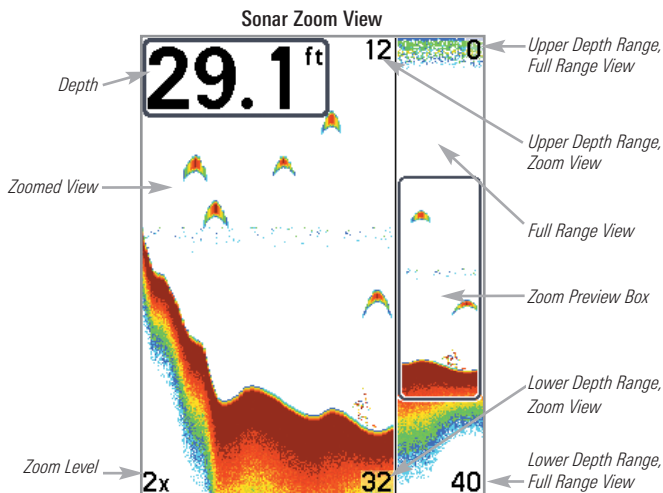 Sonar Zoom View
Depth
29.1 ft
12
0
Upper Depth Range,
Full Range View
Upper Depth Range,
Zoom View
Zoomed View
Full Range View
Zoom Preview Box
Lower Depth Range,
Zoom View
Zoom Level
2x
32
40
Lower Depth Range,
Full Range View